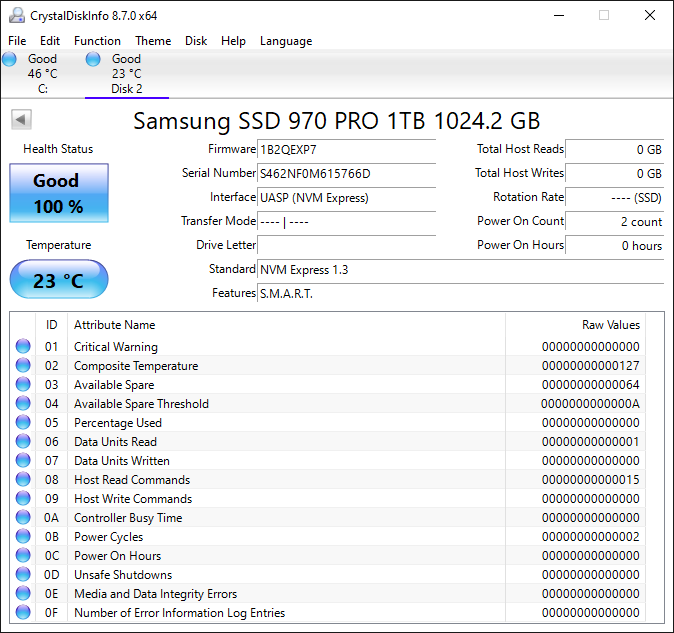 CrystalDiskInfo 8.7.0 x64
File Edit Function Theme Disk Help Language
Good Good
46 °C 23 °C
C: Disk 2
Samsung SSD 970 PRO 1TB 1024.2 GB
Health Status
Good
100 %
Temperature
23 °C
Firmware 1B2QEXP7
Serial Number S462NF0M615766D
Interface UASP (NVM Express)
Transfer Mode ---- | ----
Drive Letter
Standard NVM Express 1.3
Features S.M.A.R.T.
Total Host Reads 0 GB
Total Host Writes 0 GB
Rotation Rate ---- (SSD)
Power On Count 2 count
Power On Hours 0 hours
ID Attribute Name Raw Values
01 Critical Warning 00000000000000
02 Composite Temperature 00000000000127
03 Available Spare 00000000000064
04 Available Spare Threshold 0000000000000A
05 Percentage Used 00000000000000
06 Data Units Read 00000000000001
07 Data Units Written 00000000000000
08 Host Read Commands 00000000000015
09 Host Write Commands 00000000000000
0A Controller Busy Time 00000000000000
0B Power Cycles 00000000000002
0C Power On Hours 00000000000000
0D Unsafe Shutdowns 00000000000000
0E Media and Data Integrity Errors 00000000000000
0F Number of Error Information Log Entries 00000000000000